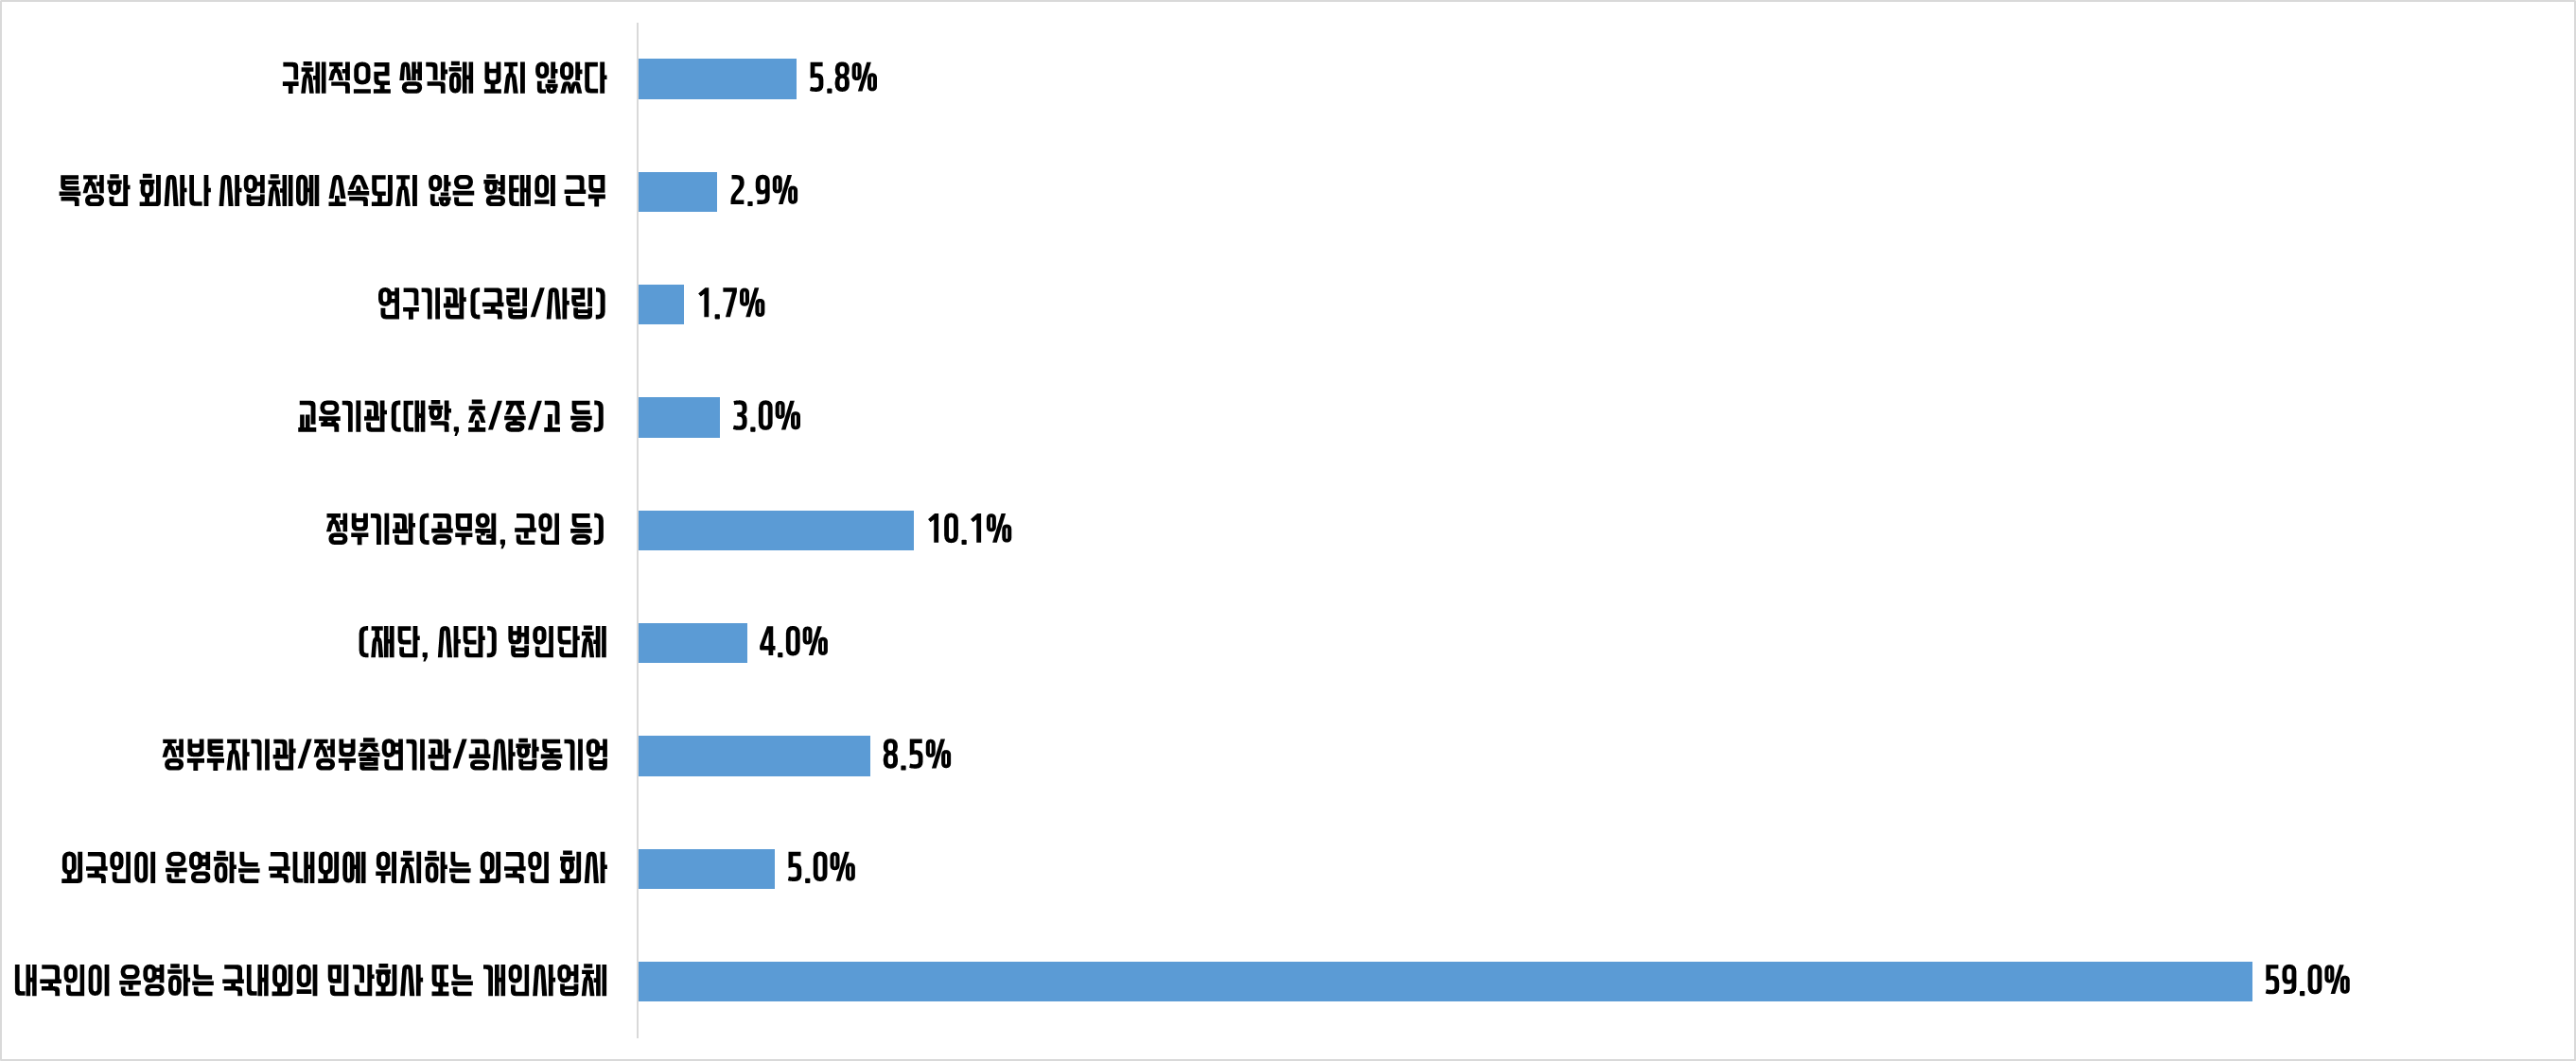 구체적으로 생각해 보지 않았다 5.8%
특정한 회사나 사업체에 소속되지 않은 형태의 근무 2.9%
연구기관(국립/사립) 1.7%
교육기관(대학, 초/중/고 등) 3.0%
정부기관(공무원, 군인 등) 10.1%
(재단, 사단) 법인단체 4.0%
정부투자기관/정부출연기관/공사합동기업 8.5%
외국인이 운영하는 국내외에 위치하는 외국인 회사 5.0%
내국인이 운영하는 국내외의 민간회사 또는 개인사업체 59.0%